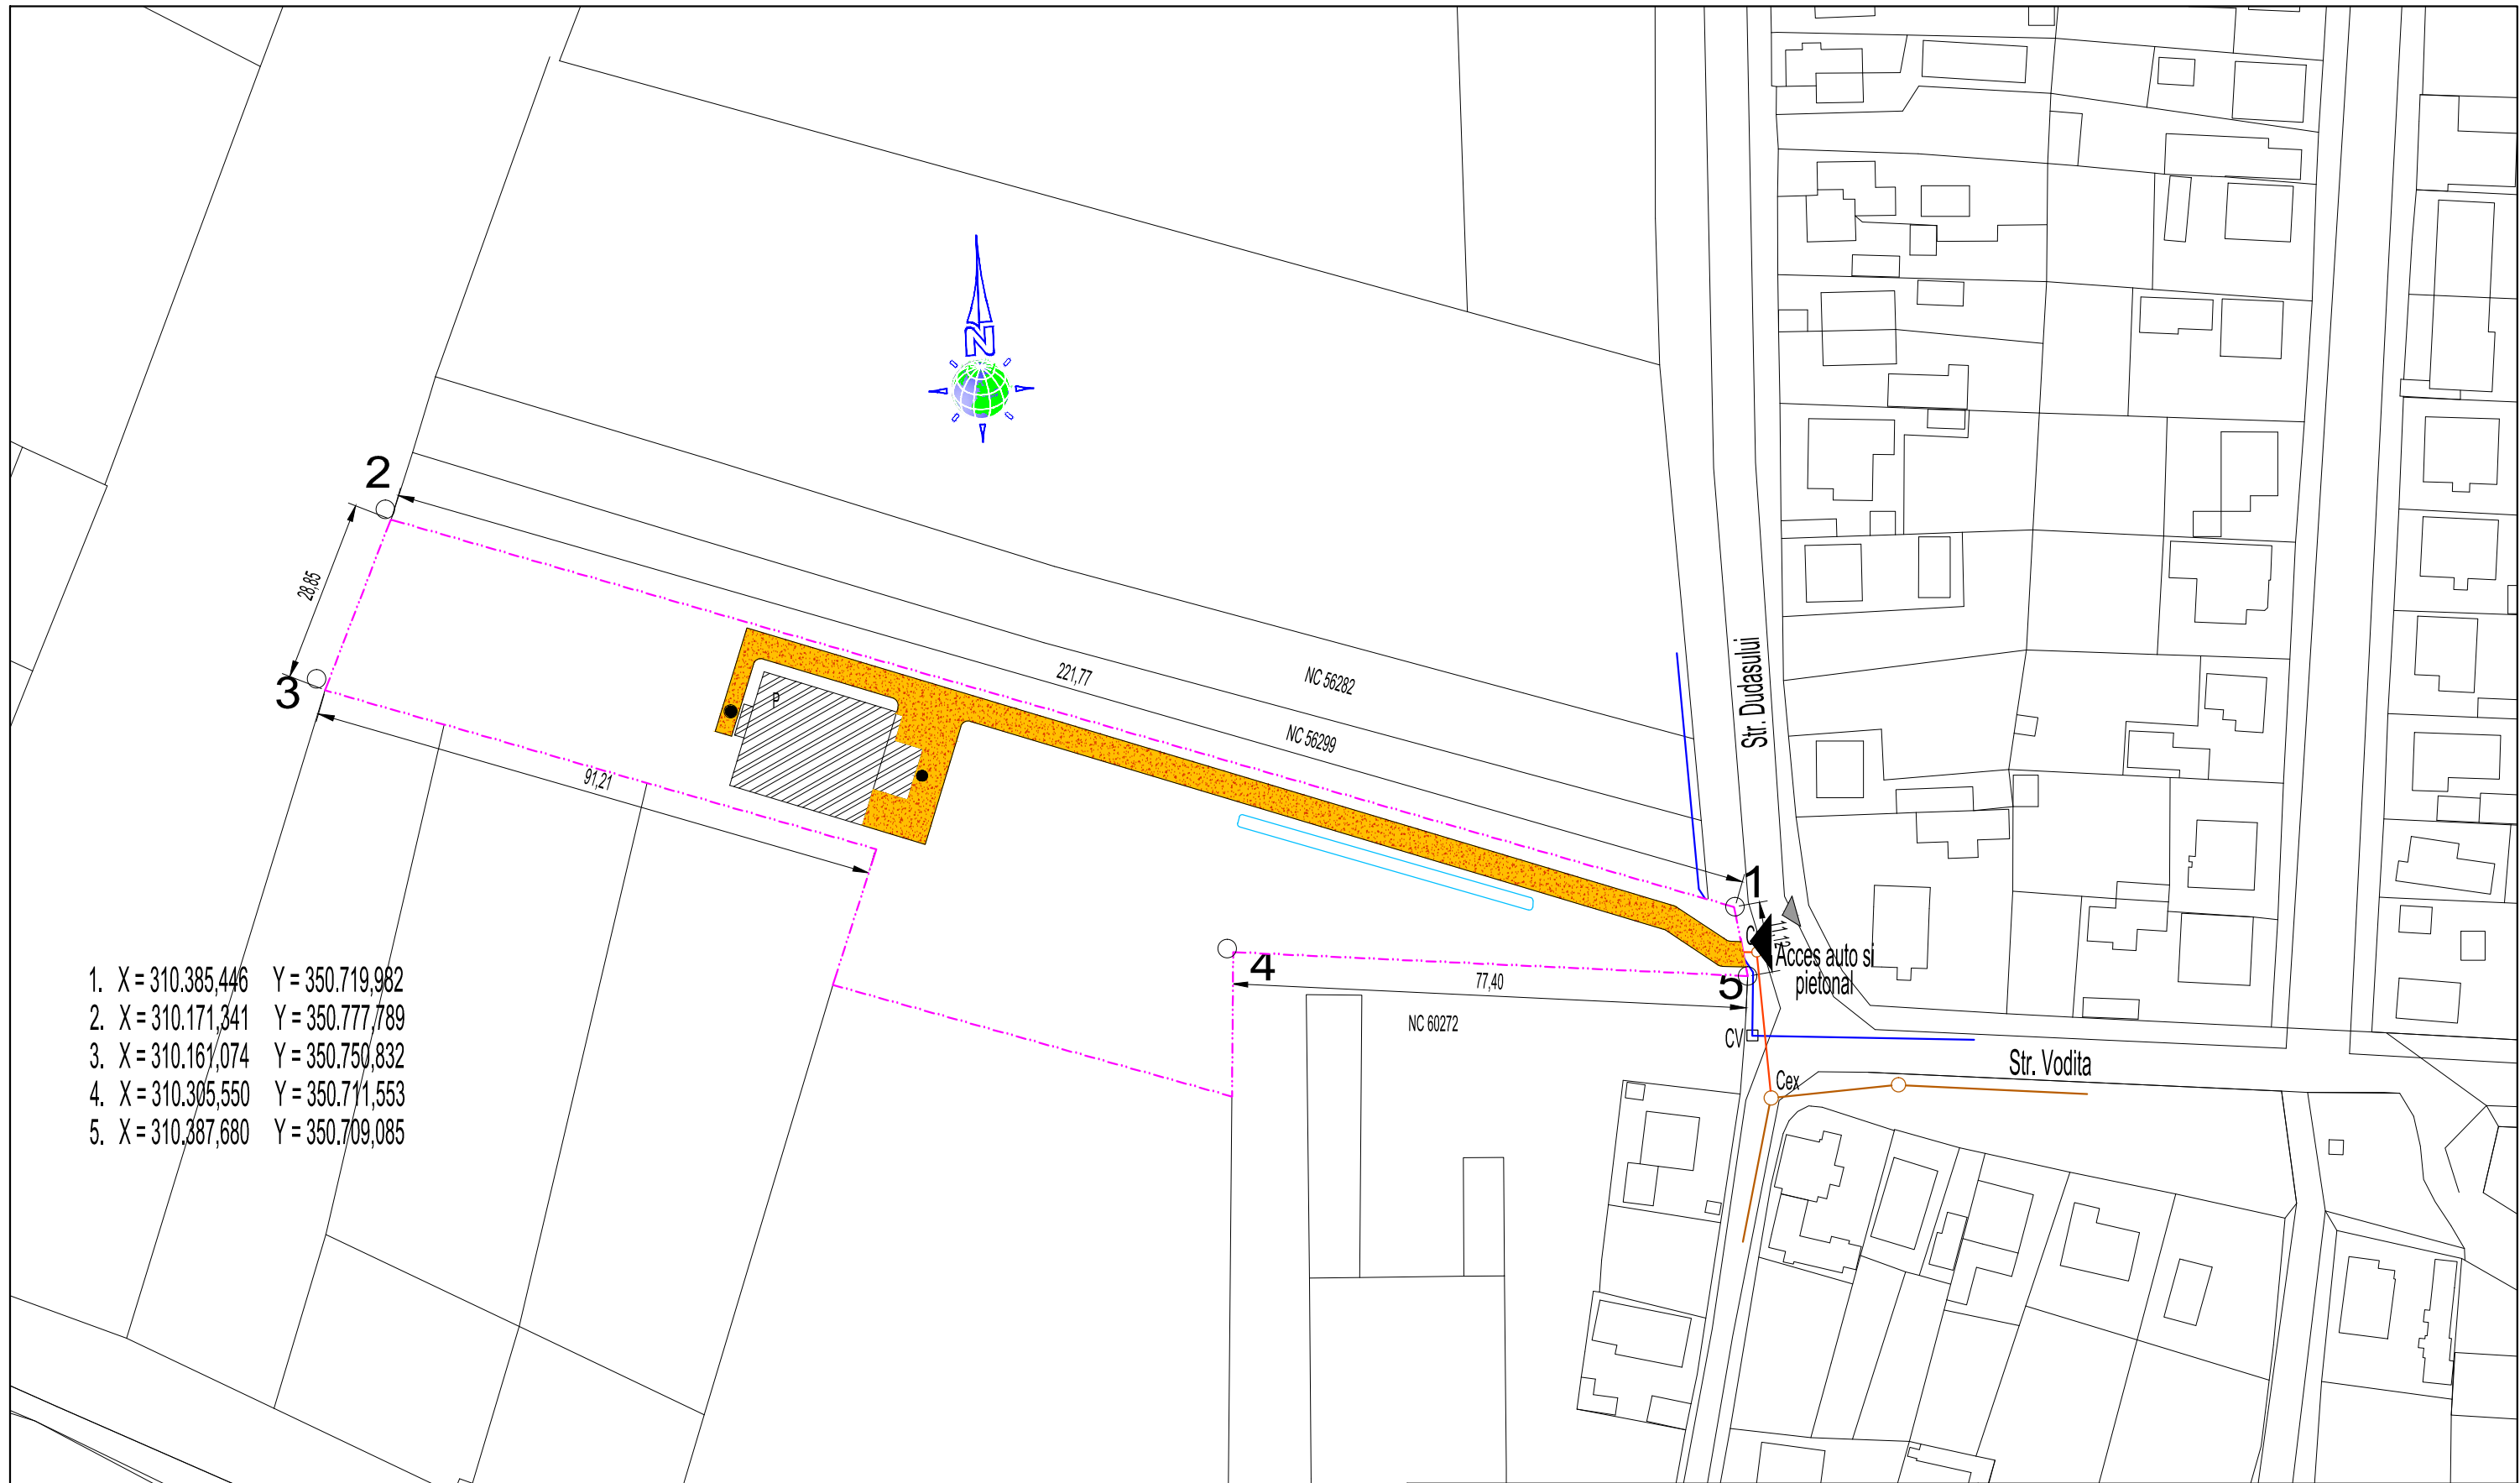 N
2
28,85
3
221,77
NC 56282
NC 56299
P
91,21
Str. Dudasului
1
11,12
Acces auto si
pietonal
4
77,40
5
NC 60272
CV
Cex
Str. Vodita
1. X = 310.385,446 Y = 350.719,982
2. X = 310.171,341 Y = 350.777,789
3. X = 310.161,074 Y = 350.750,832
4. X = 310.305,550 Y = 350.711,553
5. X = 310.387,680 Y = 350.709,085